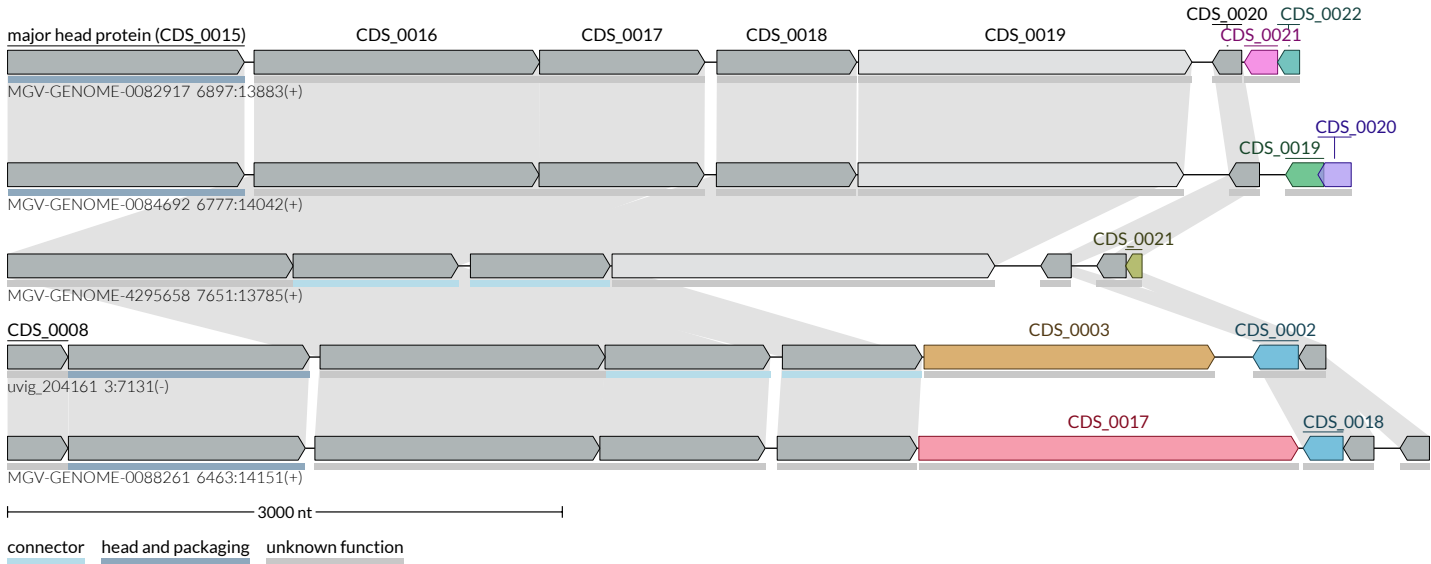 CDS_0020 CDS_0022
major head protein (CDS_0015) CDS_0016 CDS_0017 CDS_0018 CDS_0019 CDS_0021
MGV-GENOME-0082917 6897:13883(+)
CDS_0020
CDS_0019
MGV-GENOME-0084692 6777:14042(+)
CDS_0021
MGV-GENOME-4295658 7651:13785(+)
CDS_0008 CDS_0003 CDS_0002
uvig_204161 3:7131(-)
CDS_0017 CDS_0018
MGV-GENOME-0088261 6463:14151(+)
3000 nt
connector head and packaging unknown function